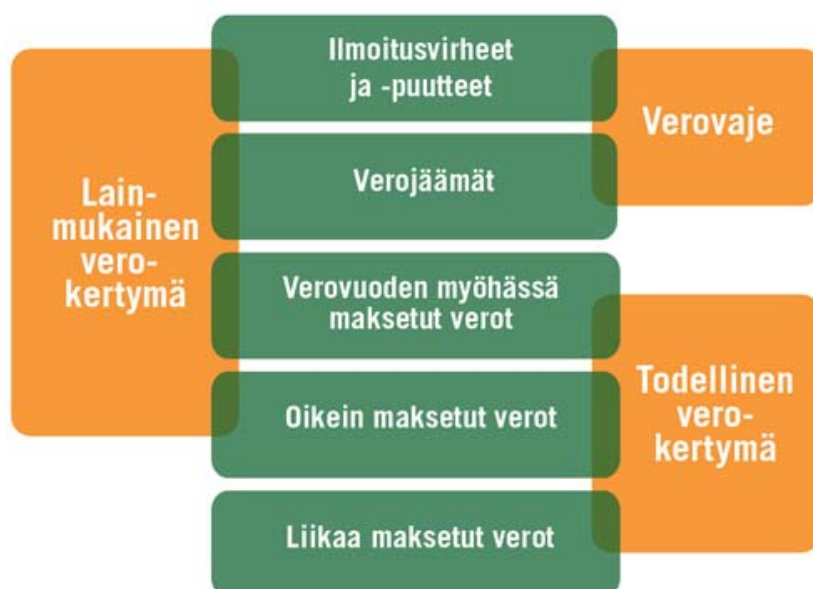 Lain-
mukainen
vero-
kertymä
Ilmoitusvirheet
ja -puutteet
Verojäämät
Verovuoden myöhässä
maksetut verot
Oikein maksetut verot
Liikaa maksetut verot
Verovaje
Todellinen
vero-
kertymä